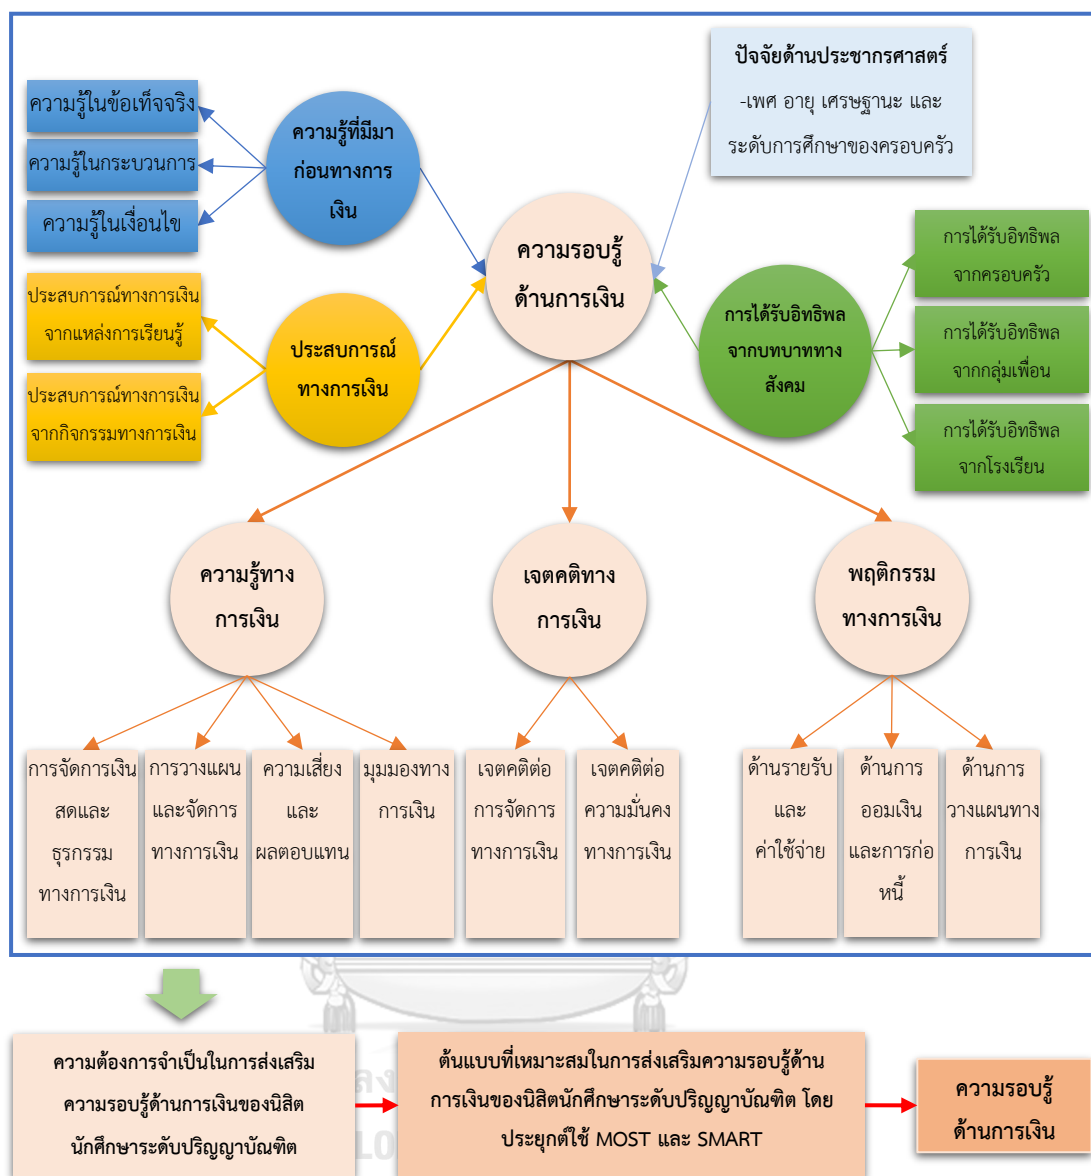 ปัจจัยด้านประชากรศาสตร์
-เพศ อายุ เศรษฐานะ และ
ระดับการศึกษาของครอบครัว
ความรู้ในข้อเท็จจริง
ความรู้ในกระบวนการ
ความรู้ในเงื่อนไข
ความรู้ที่มีมา
ก่อนทางการ
เงิน
ความรอบรู้
ด้านการเงิน
ประสบการณ์ทางการเงิน
จากแหล่งการเรียนรู้
ประสบการณ์ทางการเงิน
จากกิจกรรมทางการเงิน
ประสบการณ์
ทางการเงิน
การได้รับอิทธิพล
จากบทบาททาง
สังคม
การได้รับอิทธิพล
จากครอบครัว
การได้รับอิทธิพล
จากกลุ่มเพื่อน
การได้รับอิทธิพล
จากโรงเรียน
ความรู้ทาง
การเงิน
เจตคติทาง
การเงิน
พฤติกรรม
ทางการเงิน
การจัดการเงิน
สดและ
ธุรกรรม
ทางการเงิน
การวางแผน
และจัดการ
ทางการเงิน
ความเสี่ยง
และ
ผลตอบแทน
มุมมองทาง
การเงิน
เจตคติต่อ
การจัดการ
ทางการเงิน
เจตคติต่อ
ความมั่นคง
ทางการเงิน
ด้านรายรับ
และ
ค่าใช้จ่าย
ด้านการ
ออมเงิน
และการก่อ
หนี้
ด้านการ
วางแผนทาง
การเงิน
ความต้องการจำเป็นในการส่งเสริม
ความรอบรู้ด้านการเงินของนิสิต
นักศึกษาระดับปริญญาบัณฑิต
ต้นแบบที่เหมาะสมในการส่งเสริมความรอบรู้ด้าน
การเงินของนิสิตนักศึกษาระดับปริญญาบัณฑิต โดย
ประยุกต์ใช้ MOST และ SMART
ความรอบรู้
ด้านการเงิน